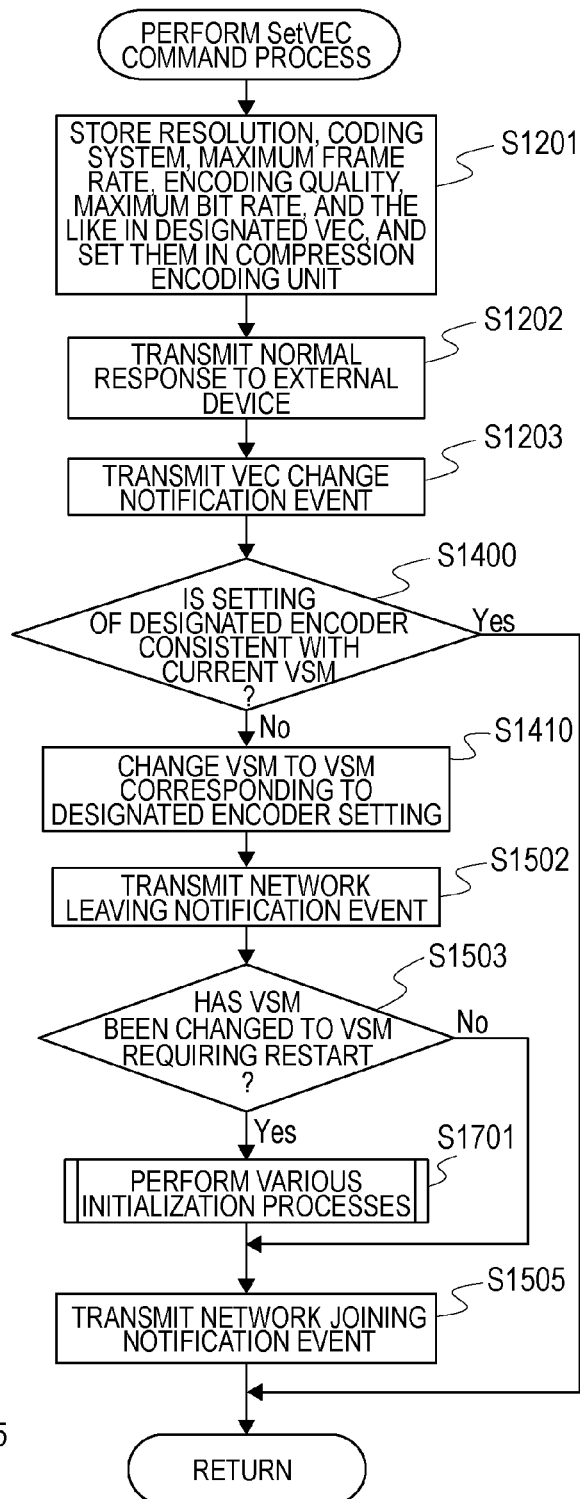 PERFORM SetVEC
COMMAND PROCESS
STORE RESOLUTION, CODING
SYSTEM, MAXIMUM FRAME
RATE, ENCODING QUALITY,
MAXIMUM BIT RATE, AND THE
LIKE IN DESIGNATED VEC, AND
SET THEM IN COMPRESSION
ENCODING UNIT
S1201
S1202
TRANSMIT NORMAL
RESPONSE TO EXTERNAL
DEVICE
S1203
TRANSMIT VEC CHANGE
NOTIFICATION EVENT
S1400
IS SETTING
OF DESIGNATED ENCODER
CONSISTENT WITH
CURRENT VSM
?
Yes
No
S1410
CHANGE VSM TO VSM
CORRESPONDING TO
DESIGNATED ENCODER SETTING
S1502
TRANSMIT NETWORK
LEAVING NOTIFICATION EVENT
S1503
HAS VSM
BEEN CHANGED TO VSM
REQUIRING RESTART
?
No
Yes
S1701
PERFORM VARIOUS
INITIALIZATION PROCESSES
S1505
TRANSMIT NETWORK JOINING
NOTIFICATION EVENT
5
RETURN